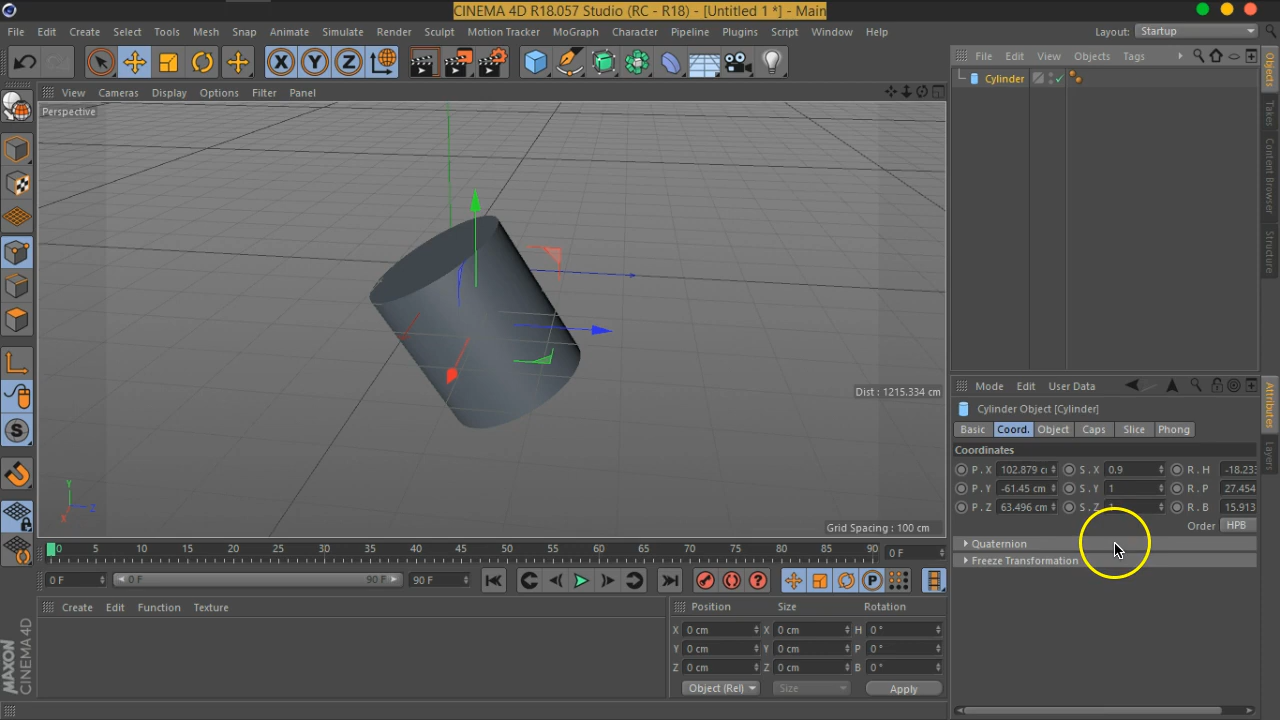 CINEMA 4D R18.057 Studio (RC - R18) - [Untitled 1 *] - Main
File Edit Create Select Tools Mesh Snap Animate Simulate Render Sculpt Motion Tracker MoGraph Character Pipeline Plugins Script Window Help Layout: Startup
File Edit View Objects Tags
View Cameras Display Options Filter Panel
Perspective
Cylinder
Objects
Takes
Content Browser
Structure
Dist : 1215.334 cm
Y
X Z
Grid Spacing : 100 cm
Mode Edit User Data
Attributes
Layers
Cylinder Object [Cylinder]
Basic Coord. Object Caps Slice Phong
Coordinates
P . X 102.879 S . X 0.9 R . H -18.233
P . Y -61.45 cm S . Y 1 R . P 27.454
P . Z 63.496 cm S . Z 1 R . B 15.913
Order HPB
Quaternion
Freeze Transformation
0 5 10 15 20 25 30 35 40 45 50 55 60 65 70 75 80 85 90 0 F
0 F 0 F 90 F 90 F
Create Edit Function Texture
Position Size Rotation
X 0 cm X 0 cm H 0 °
Y 0 cm Y 0 cm P 0 °
Z 0 cm Z 0 cm B 0 °
Object (Rel) Size Apply
MAXON
CINEMA 4D